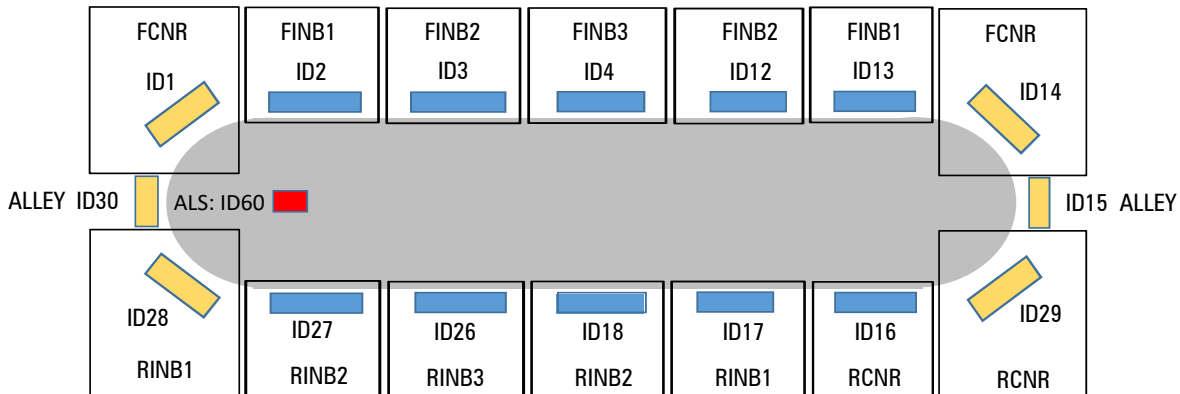 FCNR FINB1 FINB2 FINB3 FINB2 FINB1 FCNR
ID1 ID2 ID3 ID4 ID12 ID13 ID14
ALLEY ID30 ALS: ID60 ID15 ALLEY
ID28 ID27 ID26 ID18 ID17 ID16 ID29
RINB1 RINB2 RINB3 RINB2 RINB1 RCNR RCNR